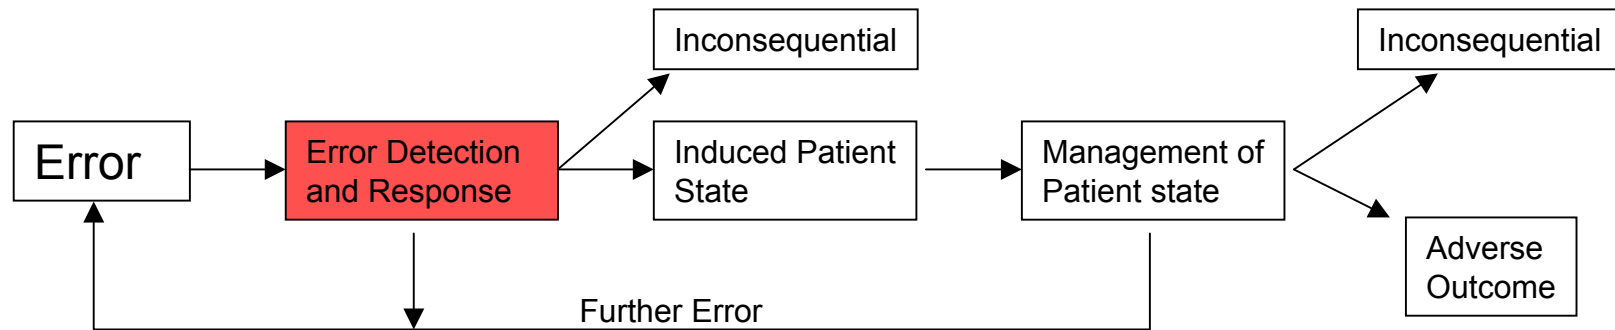 Inconsequential
Inconsequential
Error
Error Detection
and Response
Induced Patient
State
Management of
Patient state
Adverse
Outcome
Further Error